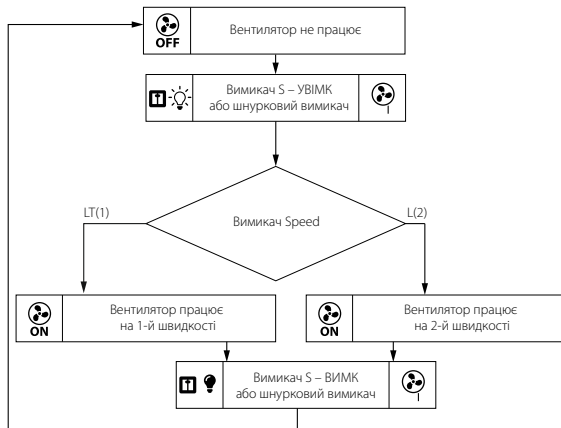 OFF
Вентилятор не працює
Вимикач S – УВІМК
або шнурковий вимикач
Вимикач Speed
LT(1)
L(2)
ON
Вентилятор працює
на 1-й швидкості
ON
Вентилятор працює
на 2-й швидкості
Вимикач S – ВИМК
або шнурковий вимикач